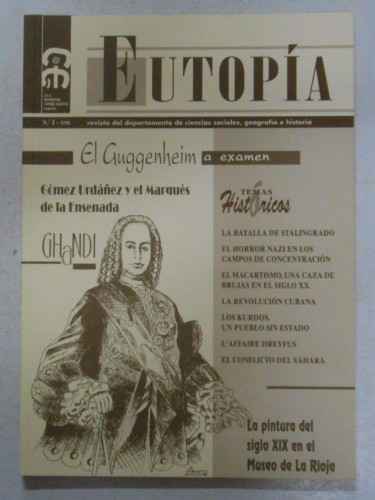 I.E.S.
EUTOPÍA
N.º 1 - 1998
revista del departamento de ciencias sociales, geografía e historia
El Guggenheim a examen
Gómez Urdáñez y el Marqués
de la Ensenada
GHaNDI
TEMAS
HistÓricos
LA BATALLA DE STALINGRADO
EL HORROR NAZI EN LOS
CAMPOS DE CONCENTRACIÓN
EL MACARTISMO, UNA CAZA DE
BRUJAS EN EL SIGLO XX
LA REVOLUCIÓN CUBANA
LOS KURDOS,
UN PUEBLO SIN ESTADO
L'AFFAIRE DREYFUS
EL CONFLICTO DEL SÁHARA
La pintura del
siglo XIX en el
Museo de La Rioja